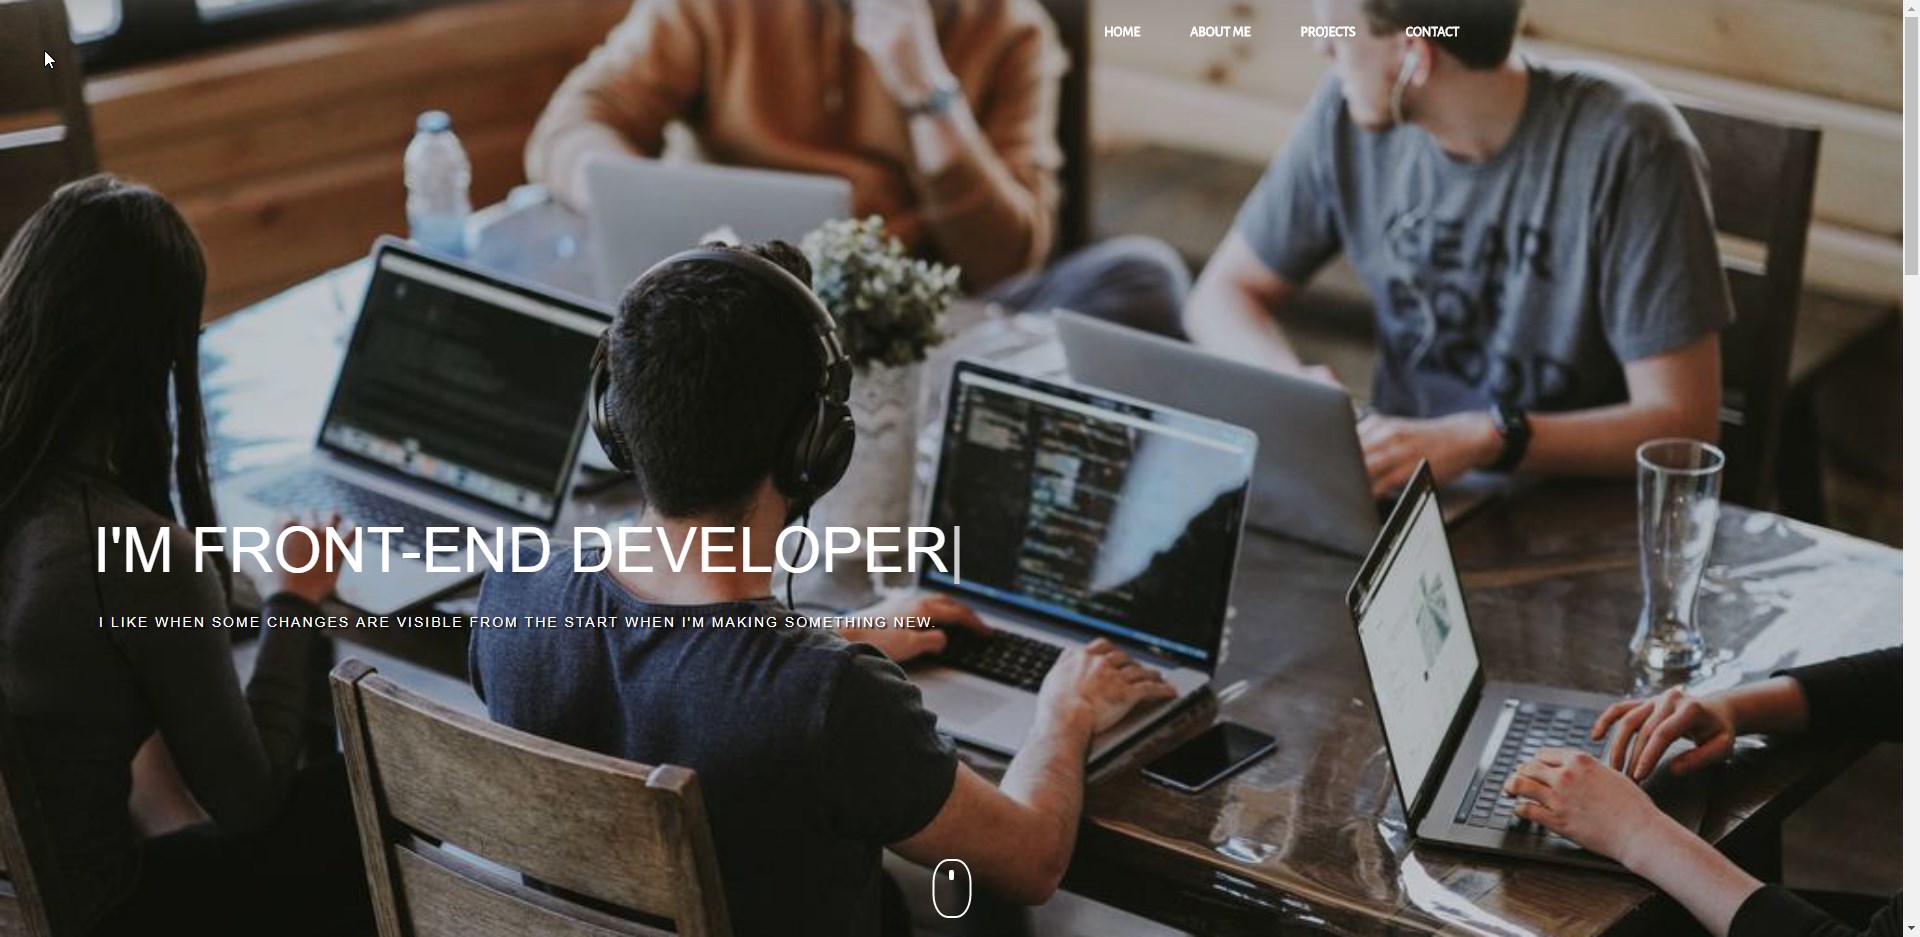 HOME ABOUT ME PROJECTS CONTACT
I'M FRONT-END DEVELOPER|
I LIKE WHEN SOME CHANGES ARE VISIBLE FROM THE START WHEN I'M MAKING SOMETHING NEW.